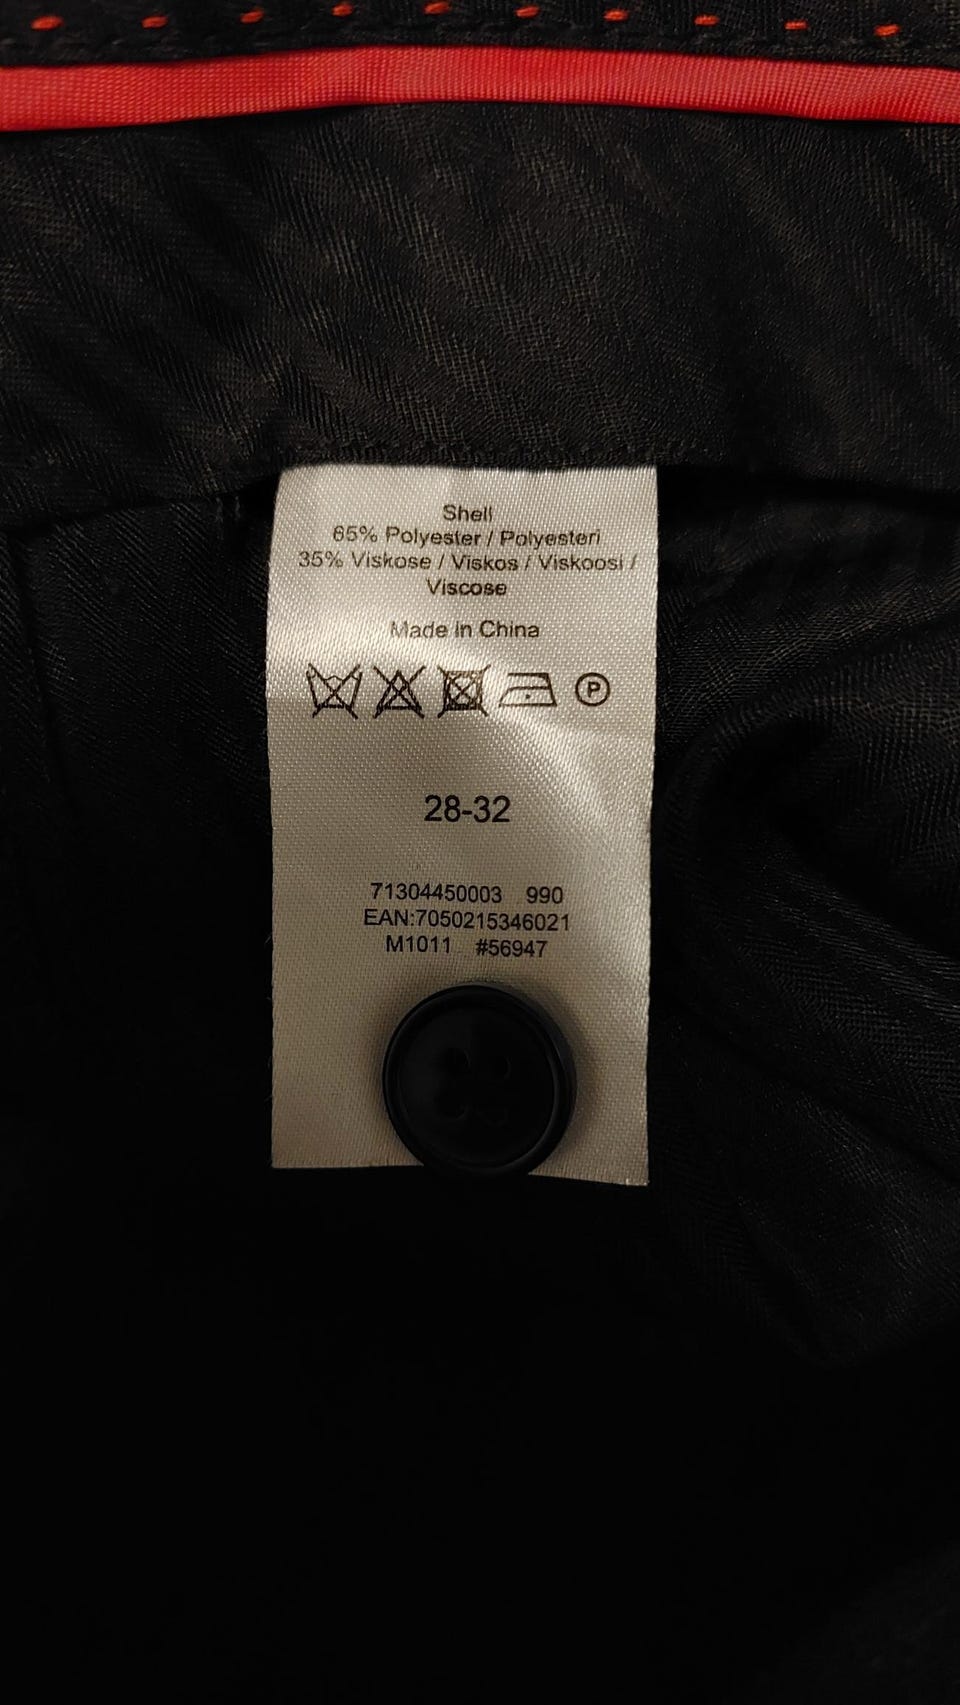 Shell
65% Polyester / Polyesteri
35% Viskose / Viskos / Viskoosi /
Viscose
Made in China
P
28-32
71304450003 990
EAN:7050215346021
M1011 #56947